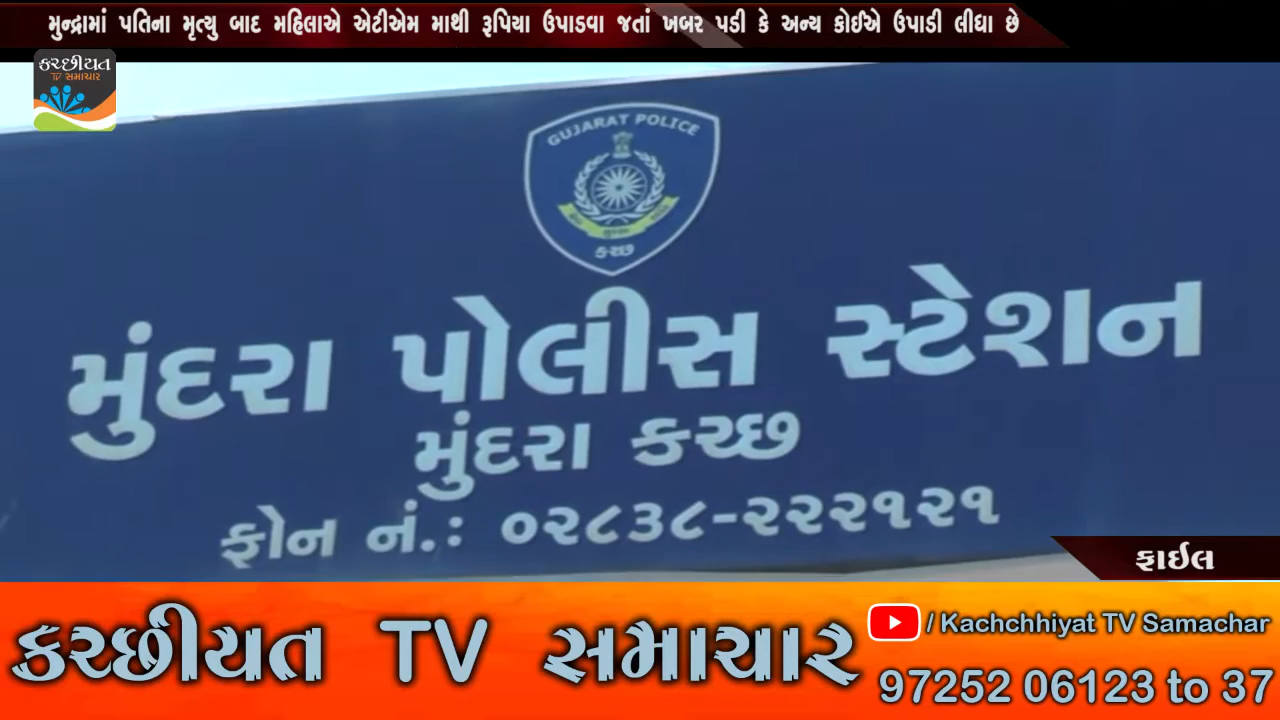 મુન્દ્રામાં પતિના મૃત્યુ બાદ મહિલાએ એટીએમ માથી રૂપિયા ઉપાડવા જતાં ખબર પડી કે અન્ય કોઈએ ઉપાડી લીધા છે
કચ્છીયત
TV સમાચાર
GUJARAT POLICE
કચ્છ
મુંદરા પોલીસ સ્ટેશન
મુંદરા કચ્છ
ફોન નં.: ૦૨૮૩૮-૨૨૨૧૨૧
ફાઈલ
કચ્છીયત TV સમાચાર
/ Kachchhiyat TV Samachar
97252 06123 to 37